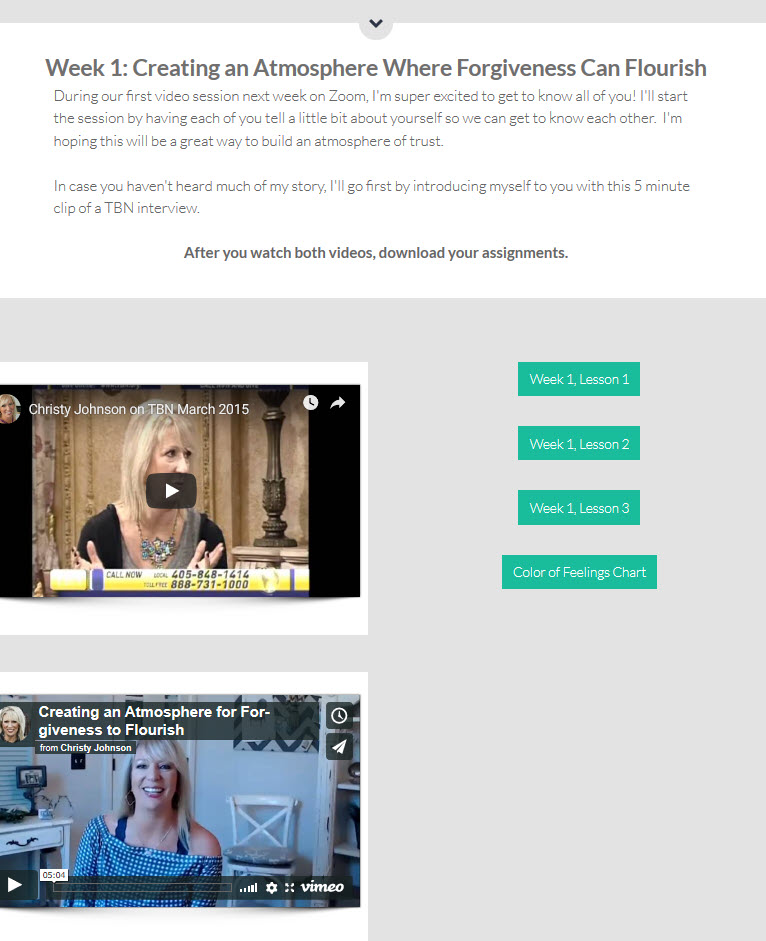 Week 1: Creating an Atmosphere Where Forgiveness Can Flourish
During our first video session next week on Zoom, I'm super excited to get to know all of you! I'll start
the session by having each of you tell a little bit about yourself so we can get to know each other.  I'm
hoping this will be a great way to build an atmosphere of trust.
In case you haven't heard much of my story, I'll go first by introducing myself to you with this 5 minute
clip of a TBN interview.
After you watch both videos, download your assignments.
Christy Johnson on TBN March 2015
CALL NOW LOCAL 405-848-1414
TOLL FREE 888-731-1000
Week 1, Lesson 1
Week 1, Lesson 2
Week 1, Lesson 3
Color of Feelings Chart
Creating an Atmosphere for For-
giveness to Flourish
from Christy Johnson
05:04
vimeo